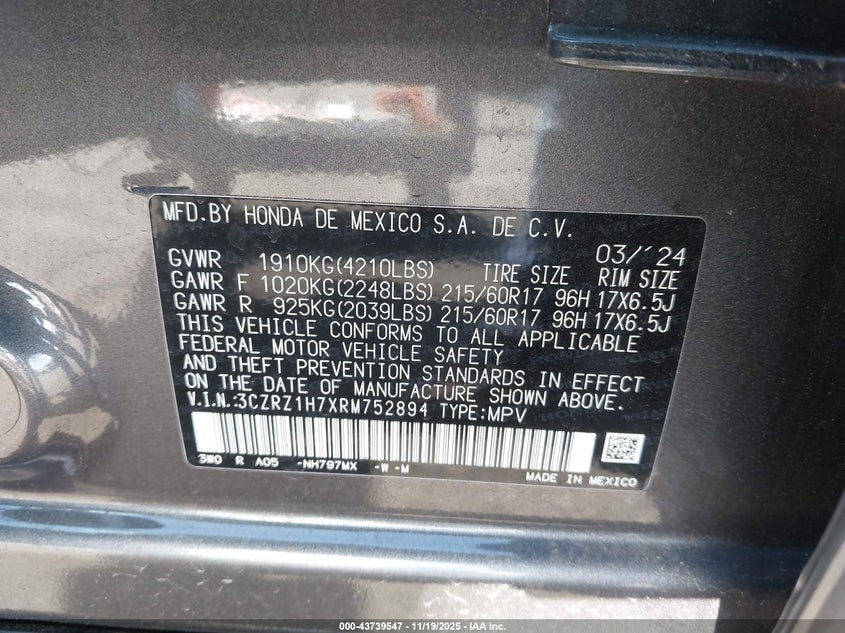 MFD.BY HONDA DE MEXICO S.A. DE C.V.
03/'24
GVWR 1910KG(4210LBS) TIRE SIZE RIM SIZE
GAWR F 1020KG(2248LBS) 215/60R17 96H 17X6.5J
GAWR R 925KG(2039LBS) 215/60R17 96H 17X6.5J
THIS VEHICLE CONFORMS TO ALL APPLICABLE
FEDERAL MOTOR VEHICLE SAFETY
AND THEFT PREVENTION STANDARDS IN EFFECT
ON THE DATE OF MANUFACTURE SHOWN ABOVE.
V.I.N.:3CZRZ1H7XRM752894 TYPE:MPV
3W0 R A05 -NH797MX -W -M
MADE IN MEXICO
000-43739547 — 11/19/2025 — IAA Inc.